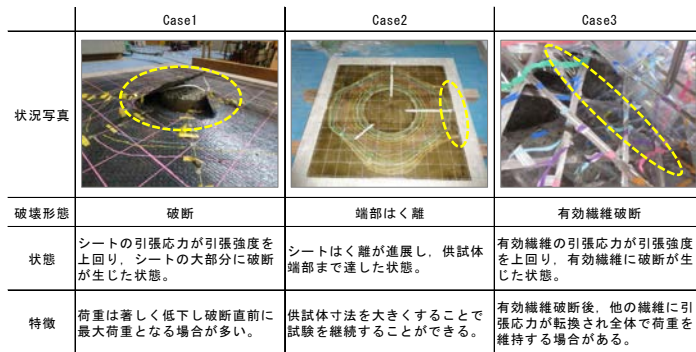 Case1 Case2 Case3
状況写真
破壊形態 破断 端部はく離 有効繊維破断
状態
シートの引張応力が引張強度を
上回り，シートの大部分に破断
が生じた状態。
シートはく離が進展し，供試体
端部まで達した状態。
有効繊維の引張応力が引張強度
を上回り，有効繊維に破断が生
じた状態。
特徴
荷重は著しく低下し破断直前に
最大荷重となる場合が多い。
供試体寸法を大きくすることで
試験を継続することができる。
有効繊維破断後，他の繊維に引
張応力が転換され全体で荷重を
維持する場合がある。